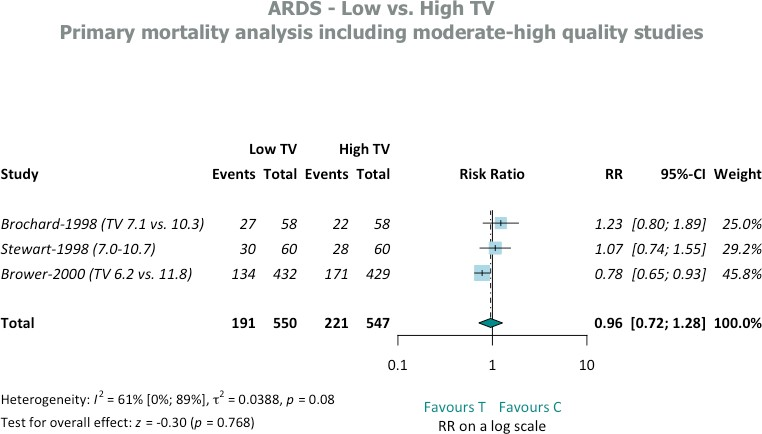 ARDS - Low vs. High TV
Primary mortality analysis including moderate-high quality studies
Low TV High TV
Study Events Total Events Total Risk Ratio RR 95%-CI Weight
Brochard-1998 (TV 7.1 vs. 10.3) 27 58 22 58 1.23 [0.80; 1.89] 25.0%
Stewart-1998 (7.0-10.7) 30 60 28 60 1.07 [0.74; 1.55] 29.2%
Brower-2000 (TV 6.2 vs. 11.8) 134 432 171 429 0.78 [0.65; 0.93] 45.8%
Total 191 550 221 547 0.96 [0.72; 1.28] 100.0%
0.1 1 10
Heterogeneity: I² = 61% [0%; 89%], τ² = 0.0388, p = 0.08
Favours T Favours C
Test for overall effect: z = -0.30 (p = 0.768)
RR on a log scale